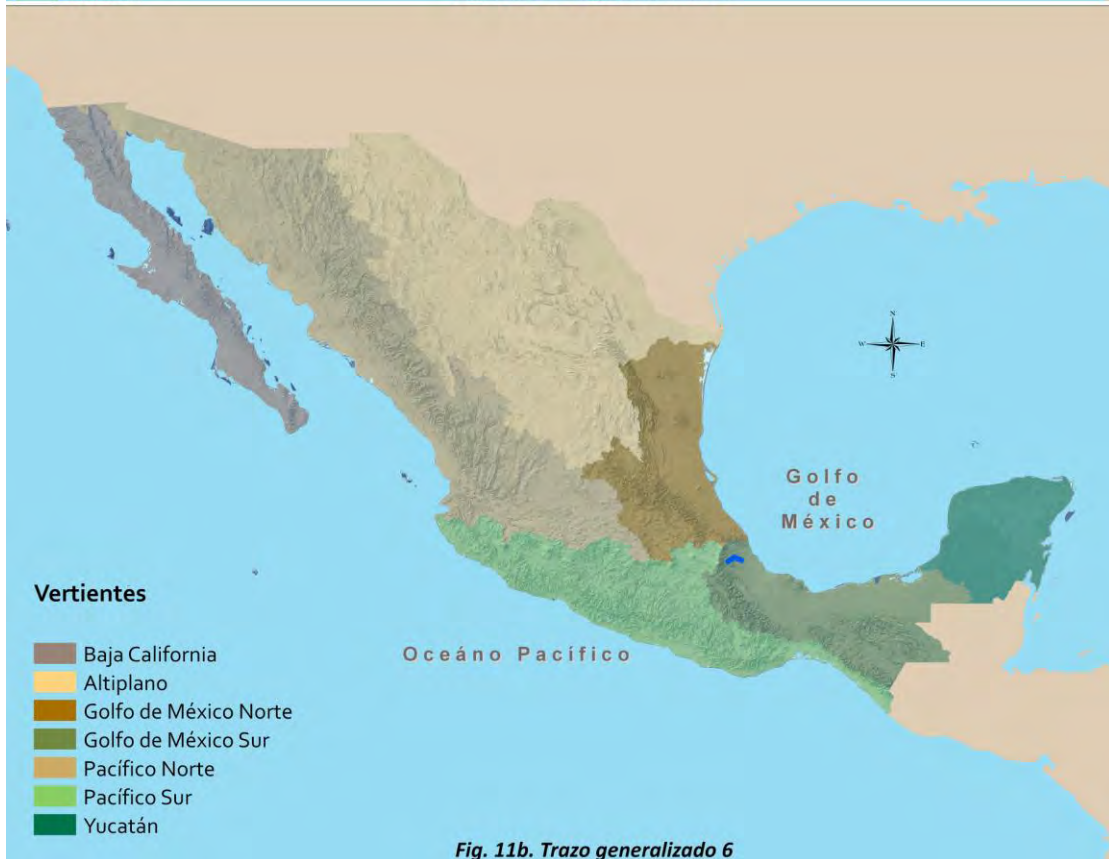 N
W
E
S
Golfo
de
México
Vertientes
Baja California
Altiplano
Golfo de México Norte
Golfo de México Sur
Pacífico Norte
Pacífico Sur
Yucatán
Oceáno Pacífico
Fig. 11b. Trazo generalizado 6